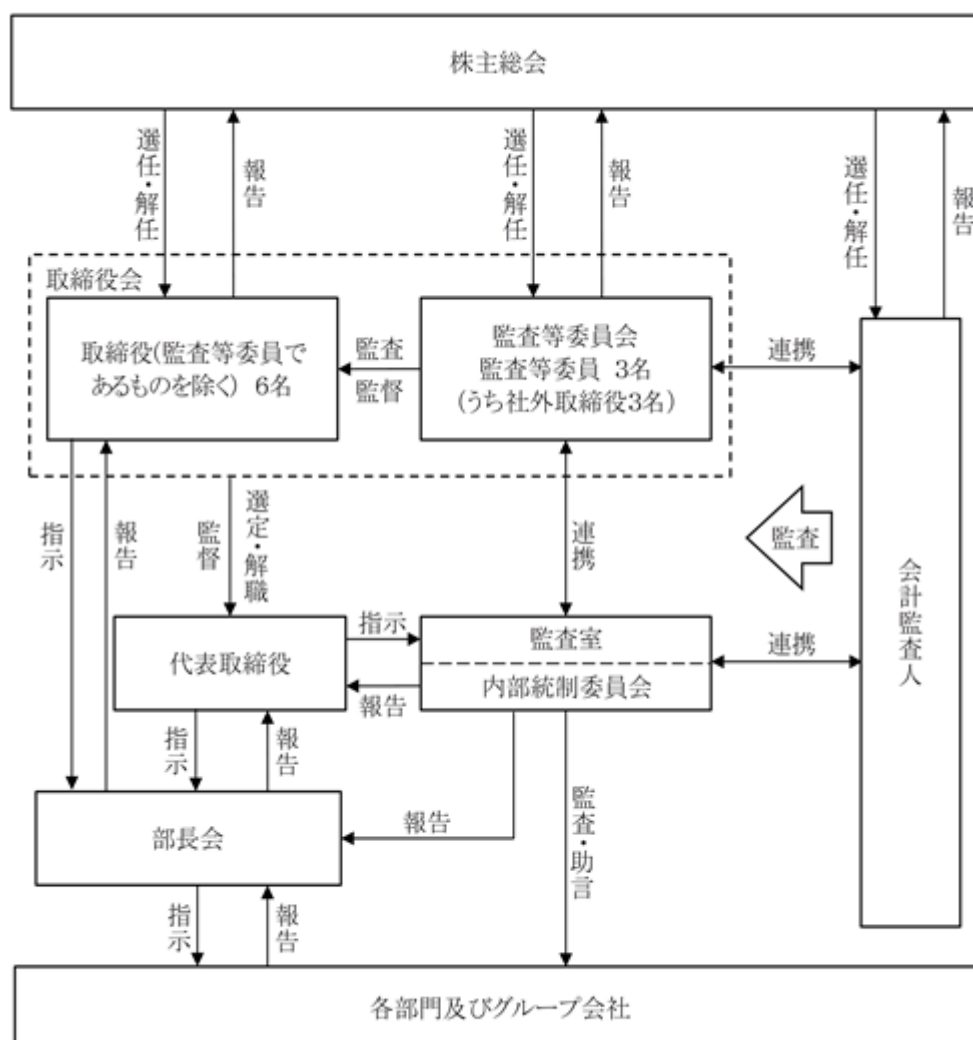 株主総会
選任・解任
報告
選任・解任
報告
選任・解任
報告
取締役会
取締役(監査等委員で
あるものを除く) 6名
監査
監督
監査等委員会
監査等委員 3名
(うち社外取締役3名)
連携
指示
報告
監督
選定・解職
連携
監査
会計監査人
代表取締役
指示
報告
監査室
内部統制委員会
連携
指示
報告
部長会
報告
監査・助言
指示
報告
各部門及びグループ会社